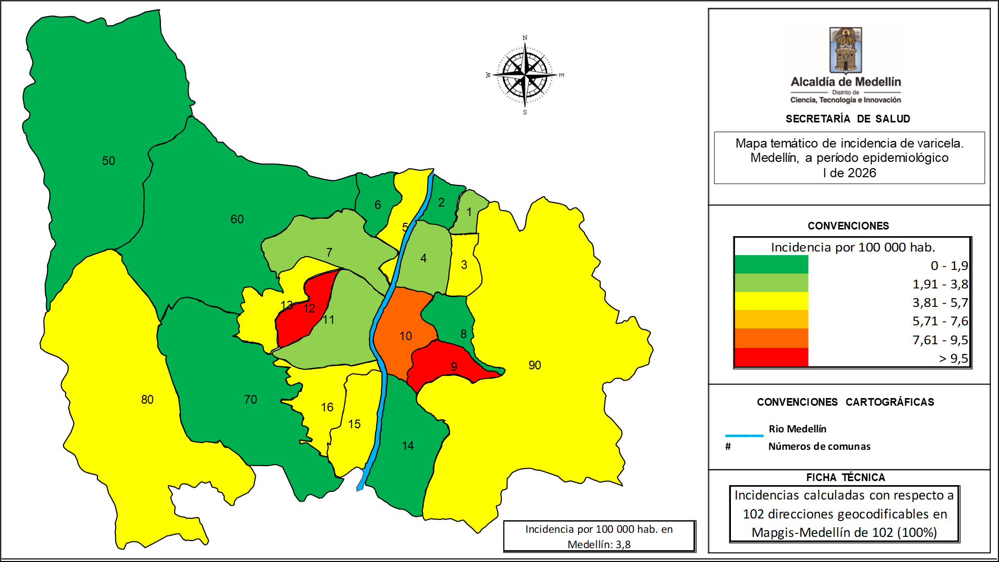 N
W
E
S
50
60
6
2
1
5
7
4
3
13
12
11
10
8
9
90
80
70
16
15
14
Incidencia por 100 000 hab. en
Medellín: 3,8
Alcaldía de Medellín
Distrito de
Ciencia, Tecnología e Innovación
SECRETARÍA DE SALUD
Mapa temático de incidencia de varicela.
Medellín, a período epidemiológico
I de 2026
CONVENCIONES
Incidencia por 100 000 hab.
0 - 1,9
1,91 - 3,8
3,81 - 5,7
5,71 - 7,6
7,61 - 9,5
> 9,5
CONVENCIONES CARTOGRÁFICAS
Rio Medellín
# Números de comunas
FICHA TÉCNICA
Incidencias calculadas con respecto a
102 direcciones geocodificables en
Mapgis-Medellín de 102 (100%)